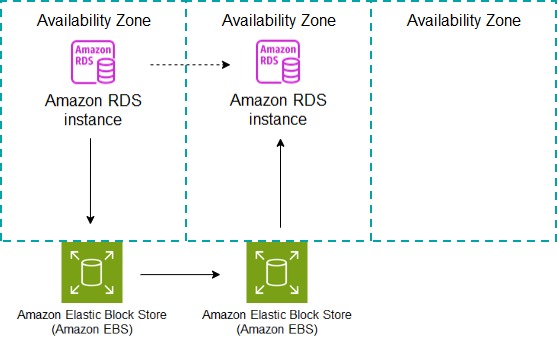 Availability Zone
Availability Zone
Availability Zone
Amazon
RDS
Amazon
RDS
Amazon RDS
instance
Amazon RDS
instance
Amazon Elastic Block Store
(Amazon EBS)
Amazon Elastic Block Store
(Amazon EBS)